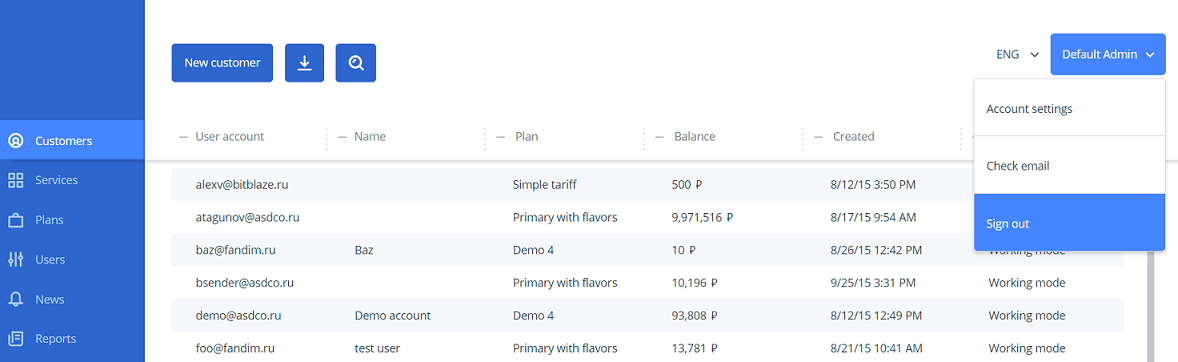 New customer
ENG
Default Admin
Account settings
Check email
Sign out
Customers
Services
Plans
Users
News
Reports
User account Name Plan Balance Created
alexv@bitblaze.ru Simple tariff 500 ₽ 8/12/15 3:50 PM
atagunov@asdco.ru Primary with flavors 9,971,516 ₽ 8/17/15 9:54 AM
baz@fandim.ru Baz Demo 4 10 ₽ 8/26/15 12:42 PM Working mode
bsender@asdco.ru Primary with flavors 10,196 ₽ 9/25/15 3:31 PM Working mode
demo@asdco.ru Demo account Demo 4 93,808 ₽ 8/12/15 12:49 PM Working mode
foo@fandim.ru test user Primary with flavors 13,781 ₽ 8/21/15 10:41 AM Working mode